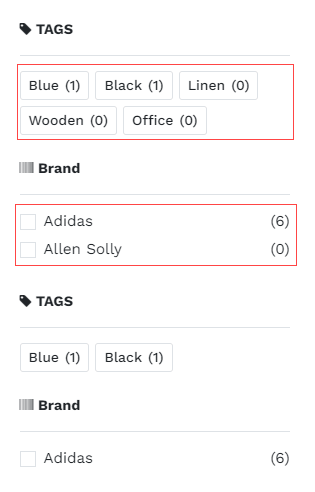 TAGS
Blue (1) Black (1) Linen (0)
Wooden (0) Office (0)
Brand
Adidas (6)
Allen Solly (0)
TAGS
Blue (1) Black (1)
Brand
Adidas (6)